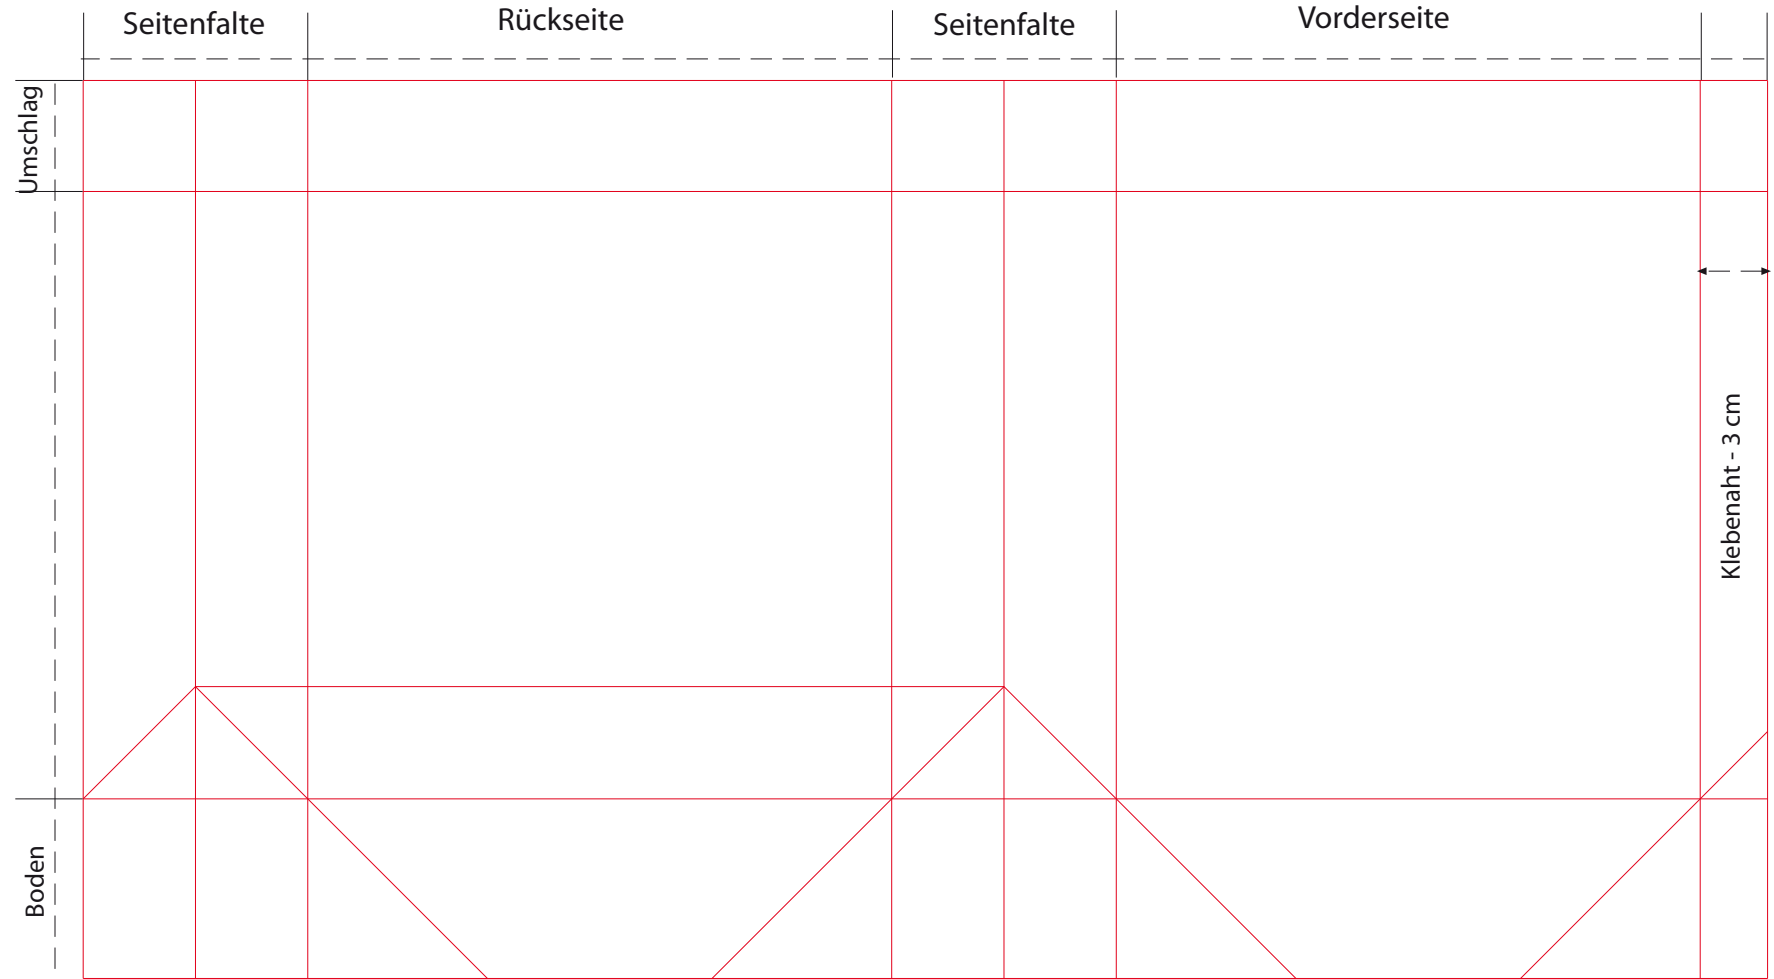 Seitenfalte
Rückseite
Seitenfalte
Vorderseite
Umschlag
Klebenaht - 3 cm
Boden